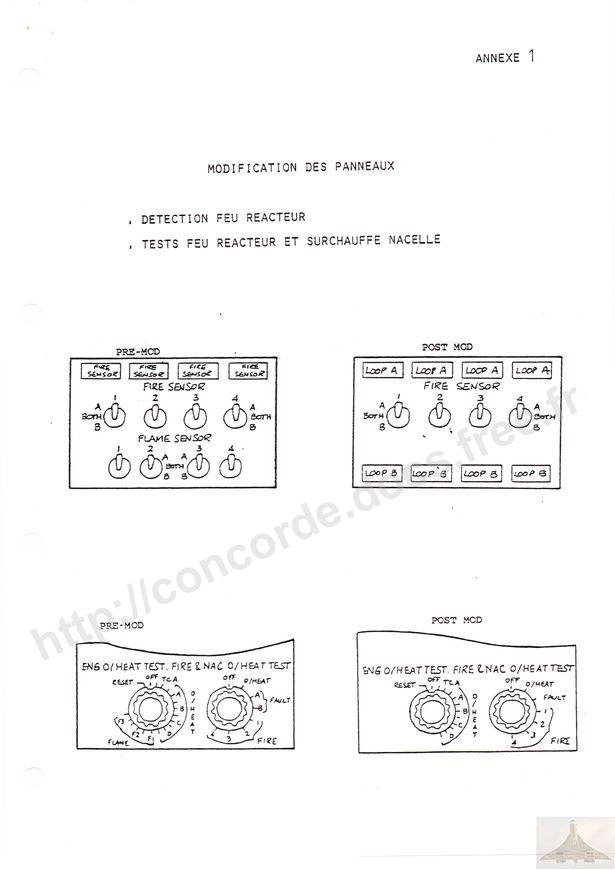 ANNEXE 1
MODIFICATION DES PANNEAUX
. DETECTION FEU REACTEUR
. TESTS FEU REACTEUR ET SURCHAUFFE NACELLE
PRE-MOD
FIRE SENSOR FIRE SENSOR FIRE SENSOR FIRE SENSOR
FIRE SENSOR
1 2 3 4
A BOTH B A BOTH B
FLAME SENSOR
1 2 3 4
A BOTH B A B
POST MOD
LOOP A LOOP A LOOP A LOOP A
FIRE SENSOR
1 2 3 4
A BOTH B A BOTH B
LOOP B LOOP B LOOP B LOOP B
PRE-MOD
ENG O/HEAT TEST. FIRE & NAC O/HEAT TEST
RESET OFF TCA A B C D O/HEAT F1 F2 F3 FLAME
OFF O/HEAT A B FAULT 1 2 3 4 FIRE
POST MOD
ENG O/HEAT TEST. FIRE & NAC O/HEAT TEST
RESET OFF TCA A B C D O/HEAT
OFF O/HEAT FAULT 1 2 3 4 FIRE
http://concorde.docs.free.fr